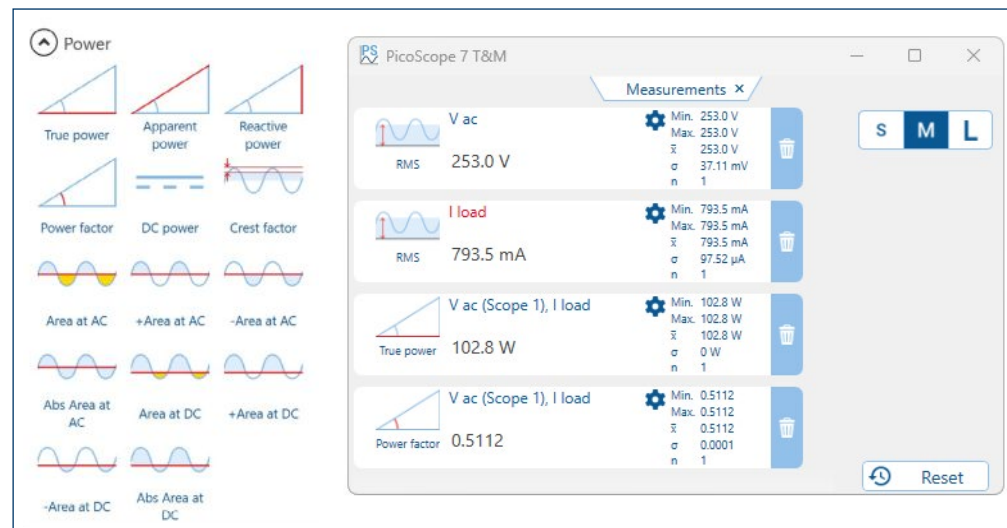 Power
True power
Apparent
power
Reactive
power
Power factor
DC power
Crest factor
Area at AC
+Area at AC
-Area at AC
Abs Area at
AC
Area at DC
+Area at DC
-Area at DC
Abs Area at
DC
PS
PicoScope 7 T&M
Measurements ×
V ac
RMS
253.0 V
Min. 253.0 V
Max. 253.0 V
x̄ 253.0 V
σ 37.11 mV
n 1
I load
RMS
793.5 mA
Min. 793.5 mA
Max. 793.5 mA
x̄ 793.5 mA
σ 97.52 µA
n 1
V ac (Scope 1), I load
True power
102.8 W
Min. 102.8 W
Max. 102.8 W
x̄ 102.8 W
σ 0 W
n 1
V ac (Scope 1), I load
Power factor
0.5112
Min. 0.5112
Max. 0.5112
x̄ 0.5112
σ 0.0001
n 1
S M L
Reset